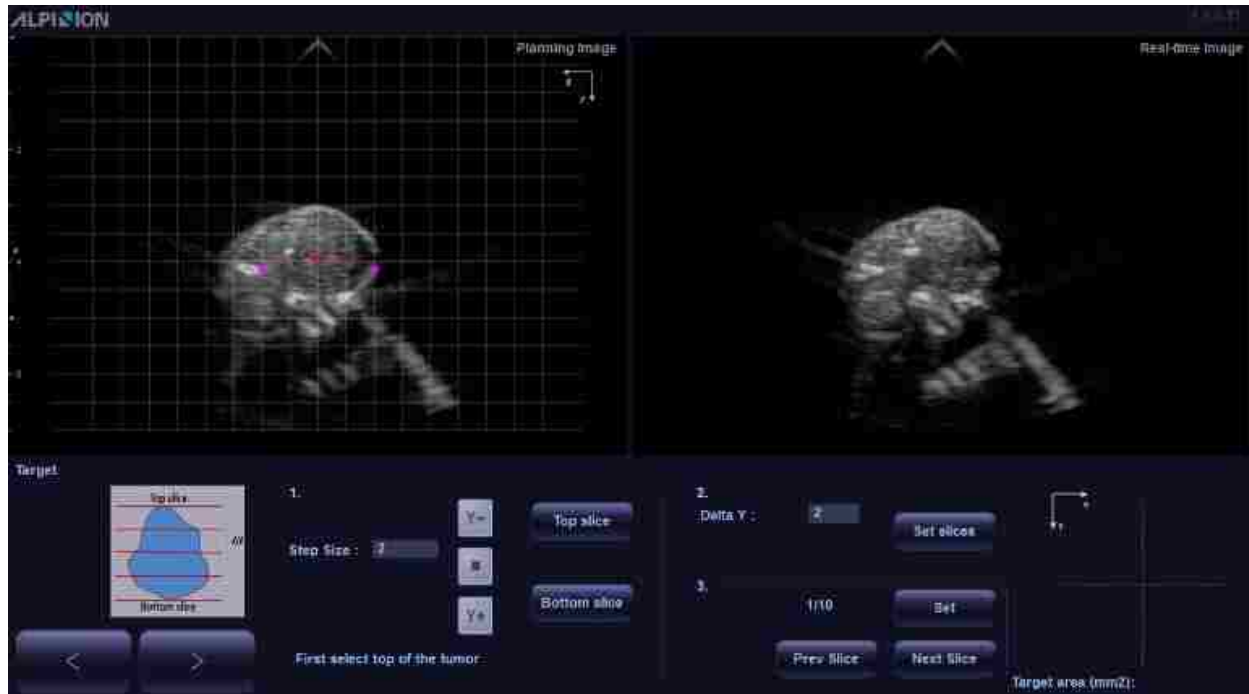 ALPINION
Planning Image
Real-time Image
Target
Top slice
ΔY
Bottom slice
1.
Step Size : 2
Y-
Y+
Top slice
Bottom slice
First select top of the tumor
2.
Delta Y : 2
Set slices
3.
1/10
Set
Prev Slice
Next Slice
Target area (mm2):
<
>